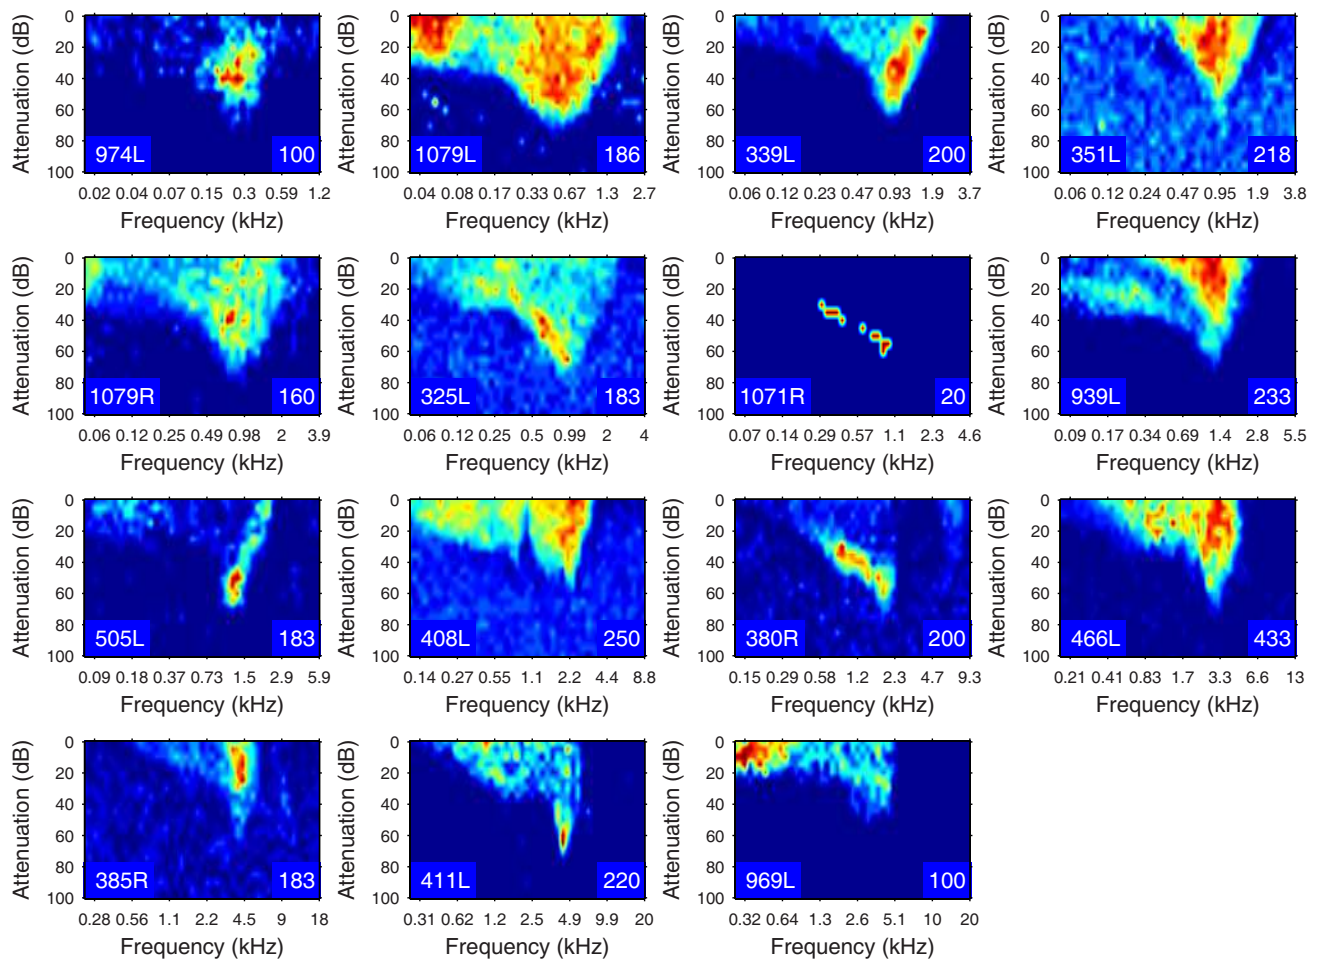 Attenuation (dB)
0
20
40
60
80
100
974L 100
0.02 0.04 0.07 0.15 0.3 0.59 1.2
Frequency (kHz)
Attenuation (dB)
0
20
40
60
80
100
1079L 186
0.04 0.08 0.17 0.33 0.67 1.3 2.7
Frequency (kHz)
Attenuation (dB)
0
20
40
60
80
100
339L 200
0.06 0.12 0.23 0.47 0.93 1.9 3.7
Frequency (kHz)
Attenuation (dB)
0
20
40
60
80
100
351L 218
0.06 0.12 0.24 0.47 0.95 1.9 3.8
Frequency (kHz)
Attenuation (dB)
0
20
40
60
80
100
1079R 160
0.06 0.12 0.25 0.49 0.98 2 3.9
Frequency (kHz)
Attenuation (dB)
0
20
40
60
80
100
325L 183
0.06 0.12 0.25 0.5 0.99 2 4
Frequency (kHz)
Attenuation (dB)
0
20
40
60
80
100
1071R 20
0.07 0.14 0.29 0.57 1.1 2.3 4.6
Frequency (kHz)
Attenuation (dB)
0
20
40
60
80
100
939L 233
0.09 0.17 0.34 0.69 1.4 2.8 5.5
Frequency (kHz)
Attenuation (dB)
0
20
40
60
80
100
505L 183
0.09 0.18 0.37 0.73 1.5 2.9 5.9
Frequency (kHz)
Attenuation (dB)
0
20
40
60
80
100
408L 250
0.14 0.27 0.55 1.1 2.2 4.4 8.8
Frequency (kHz)
Attenuation (dB)
0
20
40
60
80
100
380R 200
0.15 0.29 0.58 1.2 2.3 4.7 9.3
Frequency (kHz)
Attenuation (dB)
0
20
40
60
80
100
466L 433
0.21 0.41 0.83 1.7 3.3 6.6 13
Frequency (kHz)
Attenuation (dB)
0
20
40
60
80
100
385R 183
0.28 0.56 1.1 2.2 4.5 9 18
Frequency (kHz)
Attenuation (dB)
0
20
40
60
80
100
411L 220
0.31 0.62 1.2 2.5 4.9 9.9 20
Frequency (kHz)
Attenuation (dB)
0
20
40
60
80
100
969L 100
0.32 0.64 1.3 2.6 5.1 10 20
Frequency (kHz)